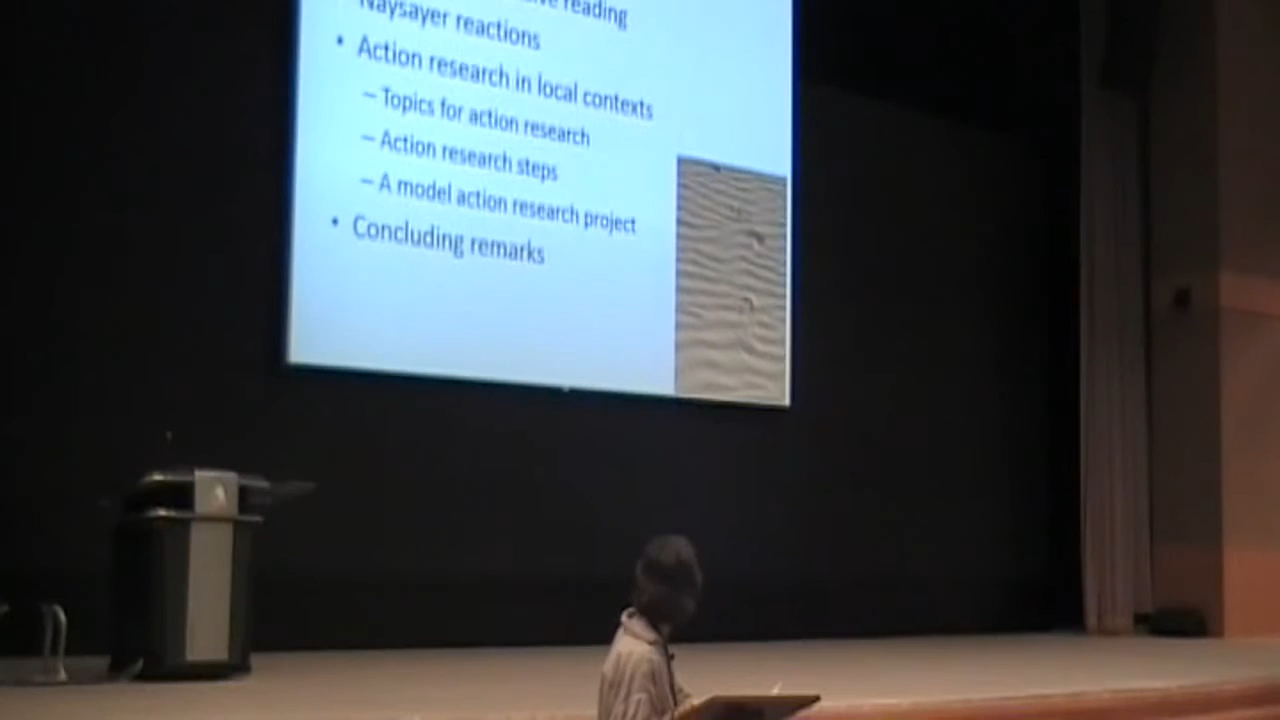 reading
Naysayer reactions
• Action research in local contexts
– Topics for action research
– Action research steps
– A model action research project
• Concluding remarks